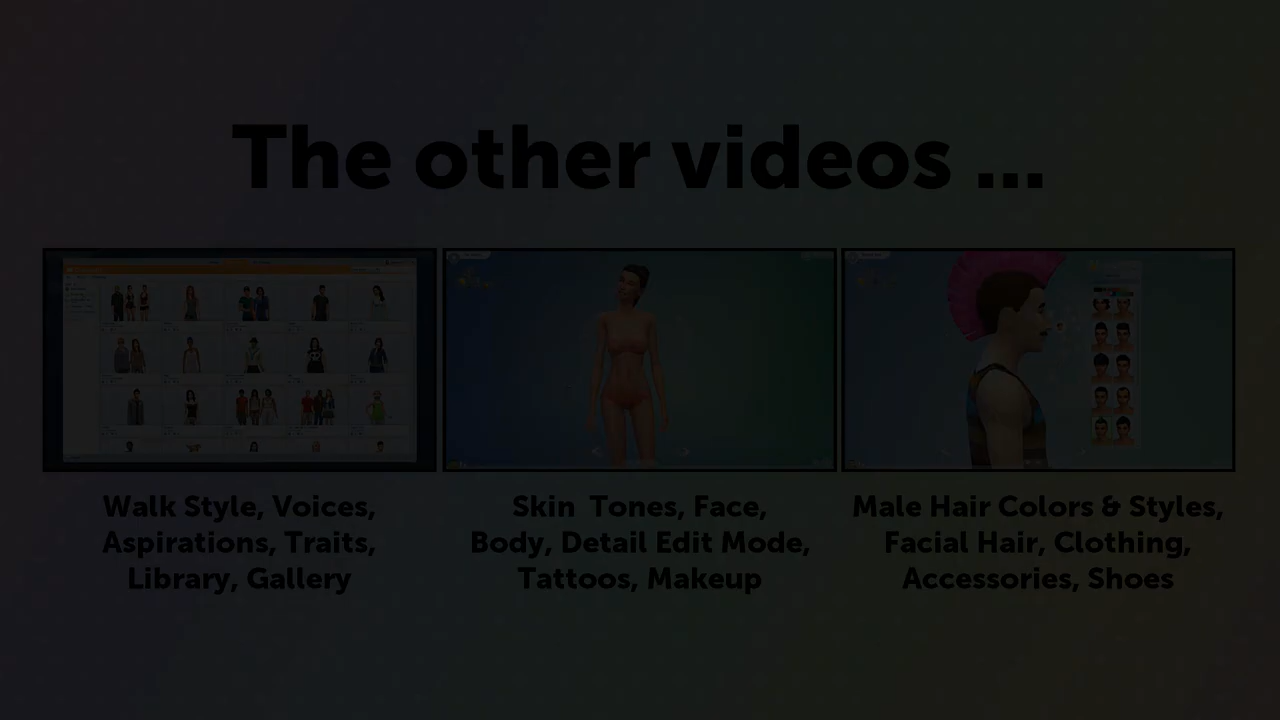 The other videos ...
Walk Style, Voices,
Aspirations, Traits,
Library, Gallery
Skin Tones, Face,
Body, Detail Edit Mode,
Tattoos, Makeup
Male Hair Colors & Styles,
Facial Hair, Clothing,
Accessories, Shoes